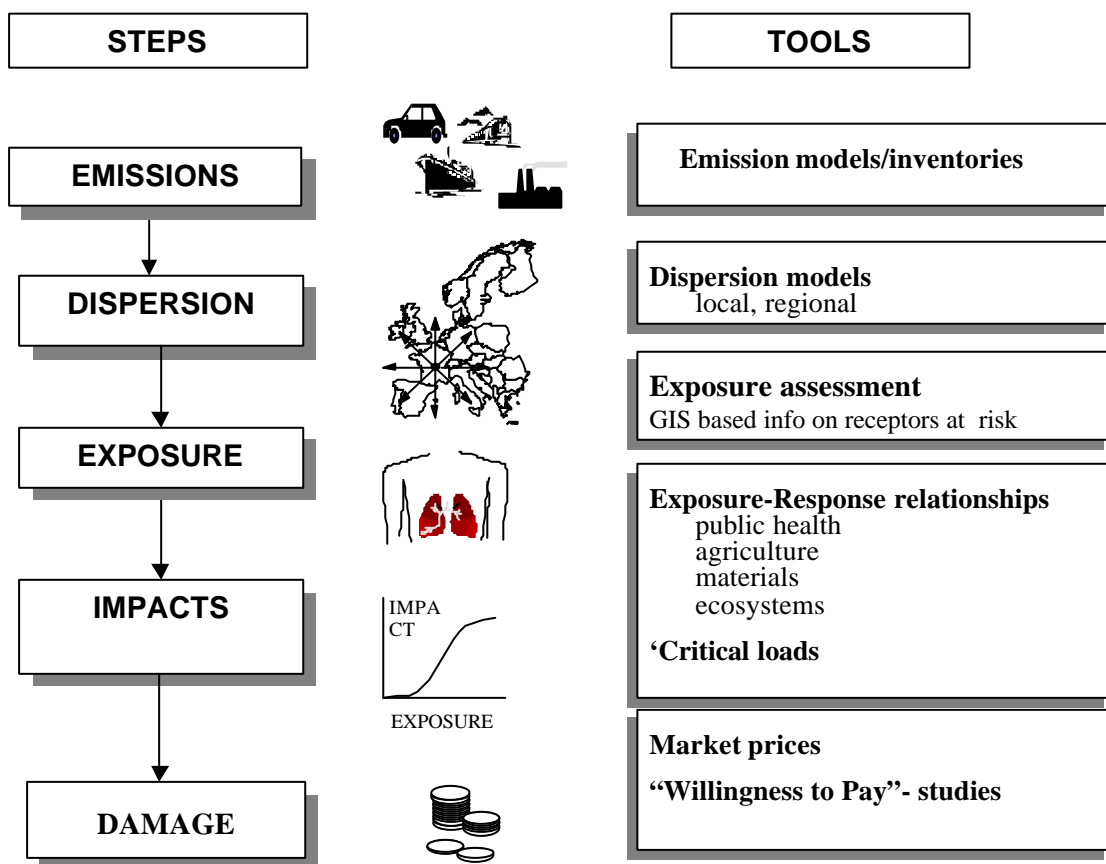 STEPS
TOOLS
EMISSIONS
Emission models/inventories
DISPERSION
Dispersion models
local, regional
Exposure assessment
GIS based info on receptors at risk
EXPOSURE
Exposure-Response relationships
public health
agriculture
materials
ecosystems
‘Critical loads
IMPACTS
IMPA
CT
EXPOSURE
Market prices
“Willingness to Pay”- studies
DAMAGE